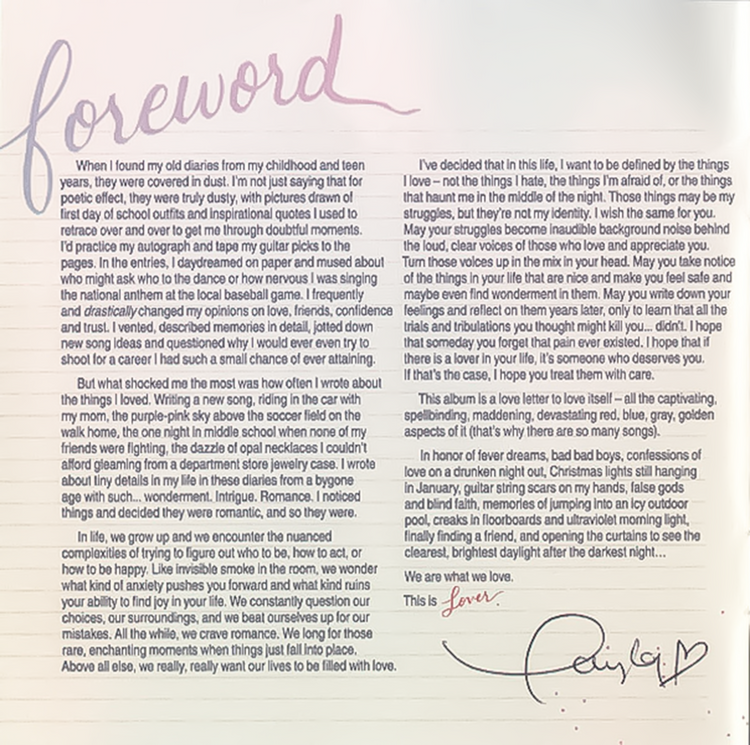 foreword
When I found my old diaries from my childhood and teen
years, they were covered in dust. I'm not just saying that for
poetic effect, they were truly dusty, with pictures drawn of
first day of school outfits and inspirational quotes I used to
retrace over and over to get me through doubtful moments.
I'd practice my autograph and tape my guitar picks to the
pages. In the entries, I daydreamed on paper and mused about
who might ask who to the dance or how nervous I was singing
the national anthem at the local baseball game. I frequently
and drastically changed my opinions on love, friends, confidence
and trust. I vented, described memories in detail, jotted down
new song ideas and questioned why I would ever even try to
shoot for a career I had such a small chance of ever attaining.
But what shocked me the most was how often I wrote about
the things I loved. Writing a new song, riding in the car with
my mom, the purple-pink sky above the soccer field on the
walk home, the one night in middle school when none of my
friends were fighting, the dazzle of opal necklaces I couldn't
afford gleaming from a department store jewelry case. I wrote
about tiny details in my life in these diaries from a bygone
age with such... wonderment. Intrigue. Romance. I noticed
things and decided they were romantic, and so they were.
In life, we grow up and we encounter the nuanced
complexities of trying to figure out who to be, how to act, or
how to be happy. Like invisible smoke in the room, we wonder
what kind of anxiety pushes you forward and what kind ruins
your ability to find joy in your life. We constantly question our
choices, our surroundings, and we beat ourselves up for our
mistakes. All the while, we crave romance. We long for those
rare, enchanting moments when things just fall into place.
Above all else, we really, really want our lives to be filled with love.
I've decided that in this life, I want to be defined by the things
I love – not the things I hate, the things I'm afraid of, or the things
that haunt me in the middle of the night. Those things may be my
struggles, but they're not my identity. I wish the same for you.
May your struggles become inaudible background noise behind
the loud, clear voices of those who love and appreciate you.
Turn those voices up in the mix in your head. May you take notice
of the things in your life that are nice and make you feel safe and
maybe even find wonderment in them. May you write down your
feelings and reflect on them years later, only to learn that all the
trials and tribulations you thought might kill you... didn't. I hope
that someday you forget that pain ever existed. I hope that if
there is a lover in your life, it's someone who deserves you.
If that's the case, I hope you treat them with care.
This album is a love letter to love itself – all the captivating,
spellbinding, maddening, devastating red, blue, gray, golden
aspects of it (that's why there are so many songs).
In honor of fever dreams, bad bad boys, confessions of
love on a drunken night out, Christmas lights still hanging
in January, guitar string scars on my hands, false gods
and blind faith, memories of jumping into an icy outdoor
pool, creaks in floorboards and ultraviolet morning light,
finally finding a friend, and opening the curtains to see the
clearest, brightest daylight after the darkest night...
We are what we love.
This is Lover.